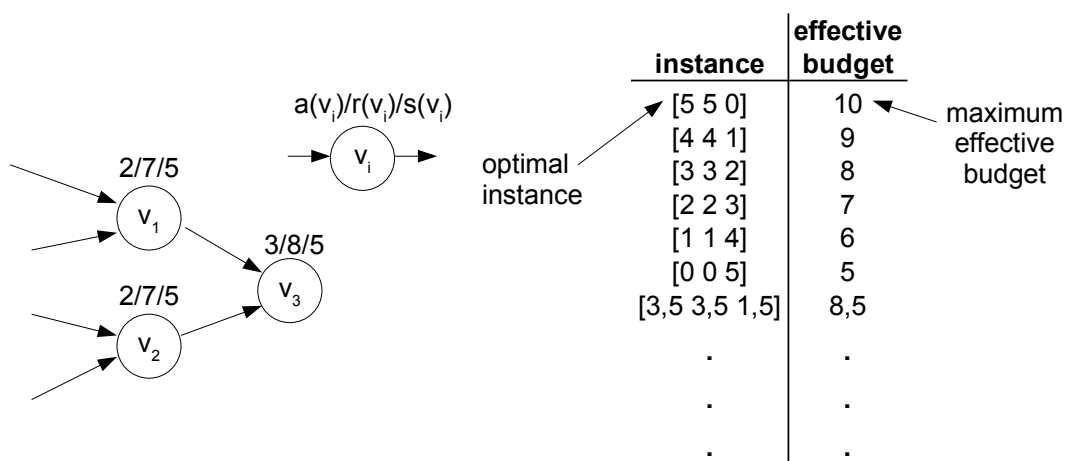 a(v_i)/r(v_i)/s(v_i)
v_i
2/7/5
v_1
3/8/5
v_3
2/7/5
v_2
optimal
instance
effective
instance budget
[5 5 0] 10
[4 4 1] 9
[3 3 2] 8
[2 2 3] 7
[1 1 4] 6
[0 0 5] 5
[3,5 3,5 1,5] 8,5
. .
. .
. .
maximum
effective
budget